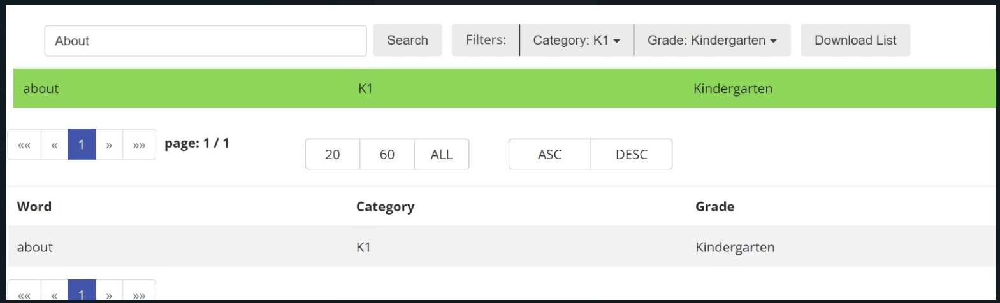 About Search Filters: Category: K1 Grade: Kindergarten Download List
about K1 Kindergarten
«« « 1 » »» page: 1 / 1 20 60 ALL ASC DESC
Word Category Grade
about K1 Kindergarten
«« « 1 » »»